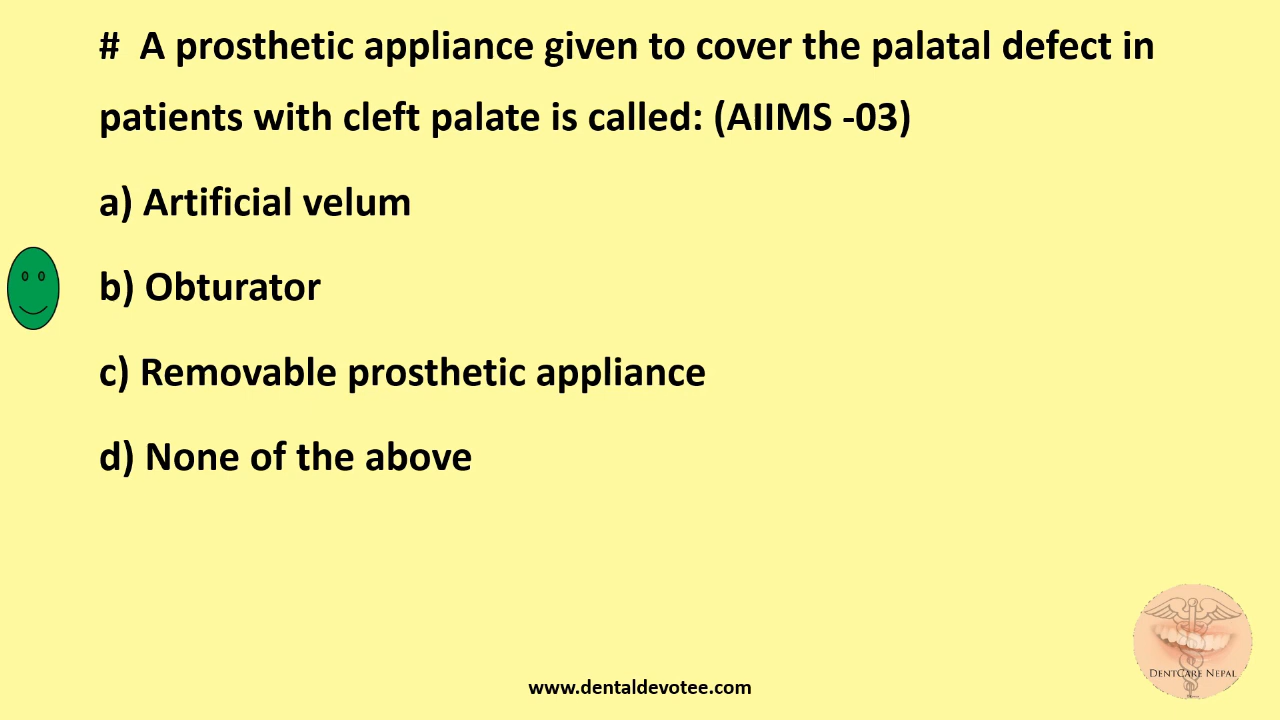 # A prosthetic appliance given to cover the palatal defect in
patients with cleft palate is called: (AIIMS -03)
a) Artificial velum
b) Obturator
c) Removable prosthetic appliance
d) None of the above
DENTCARE NEPAL
www.dentaldevotee.com